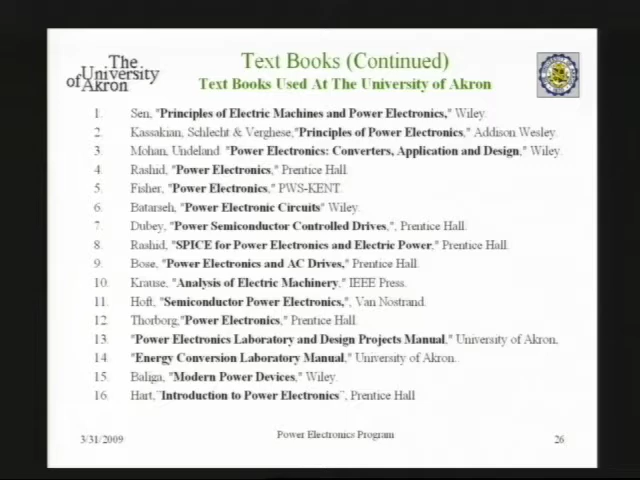 The
University
of Akron
Text Books (Continued)
Text Books Used At The University of Akron
1. Sen, "Principles of Electric Machines and Power Electronics," Wiley.
2. Kassakian, Schlecht & Verghese,"Principles of Power Electronics, Addison Wesley.
3. Mohan, Undeland. "Power Electronics: Converters, Application and Design," Wiley.
4. Rashid, "Power Electronics," Prentice Hall.
5. Fisher, "Power Electronics," PWS-KENT.
6. Batarseh, "Power Electronic Circuits" Wiley.
7. Dubey, "Power Semiconductor Controlled Drives,", Prentice Hall.
8. Rashid, "SPICE for Power Electronics and Electric Power," Prentice Hall.
9. Bose, "Power Electronics and AC Drives," Prentice Hall.
10. Krause, "Analysis of Electric Machinery," IEEE Press.
11. Hoft, "Semiconductor Power Electronics,", Van Nostrand.
12. Thorborg,"Power Electronics," Prentice Hall.
13. "Power Electronics Laboratory and Design Projects Manual," University of Akron.
14. "Energy Conversion Laboratory Manual," University of Akron..
15. Baliga, "Modern Power Devices," Wiley.
16. Hart,"Introduction to Power Electronics", Prentice Hall
3/31/2009
Power Electronics Program
26